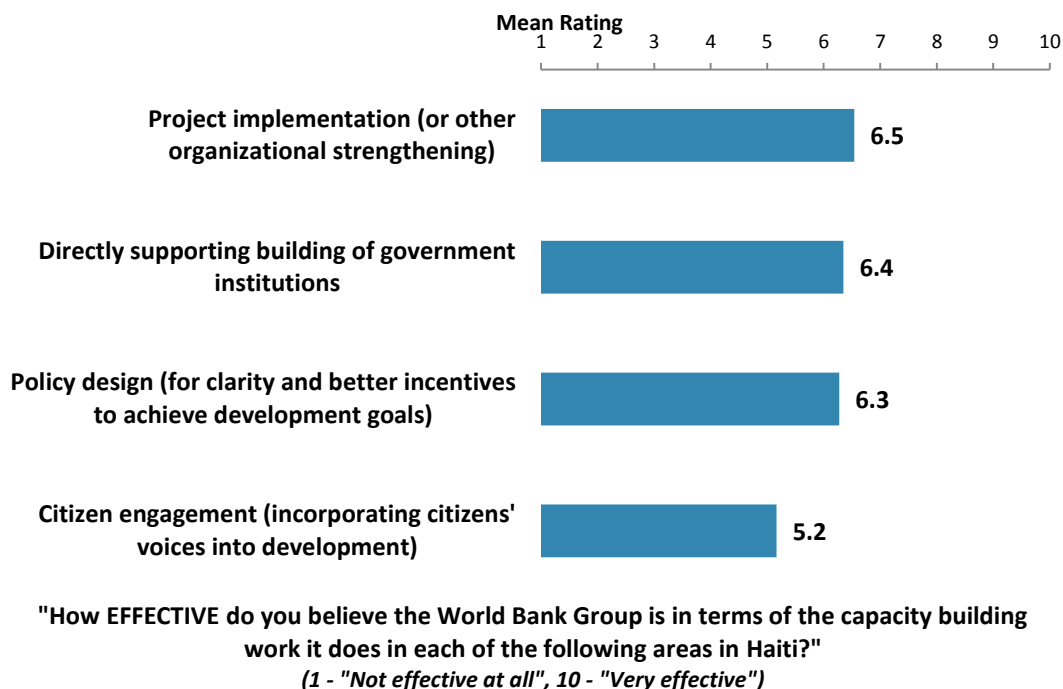 Mean Rating
1 2 3 4 5 6 7 8 9 10
Project implementation (or other
organizational strengthening)
6.5
Directly supporting building of government
institutions
6.4
Policy design (for clarity and better incentives
to achieve development goals)
6.3
Citizen engagement (incorporating citizens'
voices into development)
5.2
"How EFFECTIVE do you believe the World Bank Group is in terms of the capacity building
work it does in each of the following areas in Haiti?"
(1 - "Not effective at all", 10 - "Very effective")